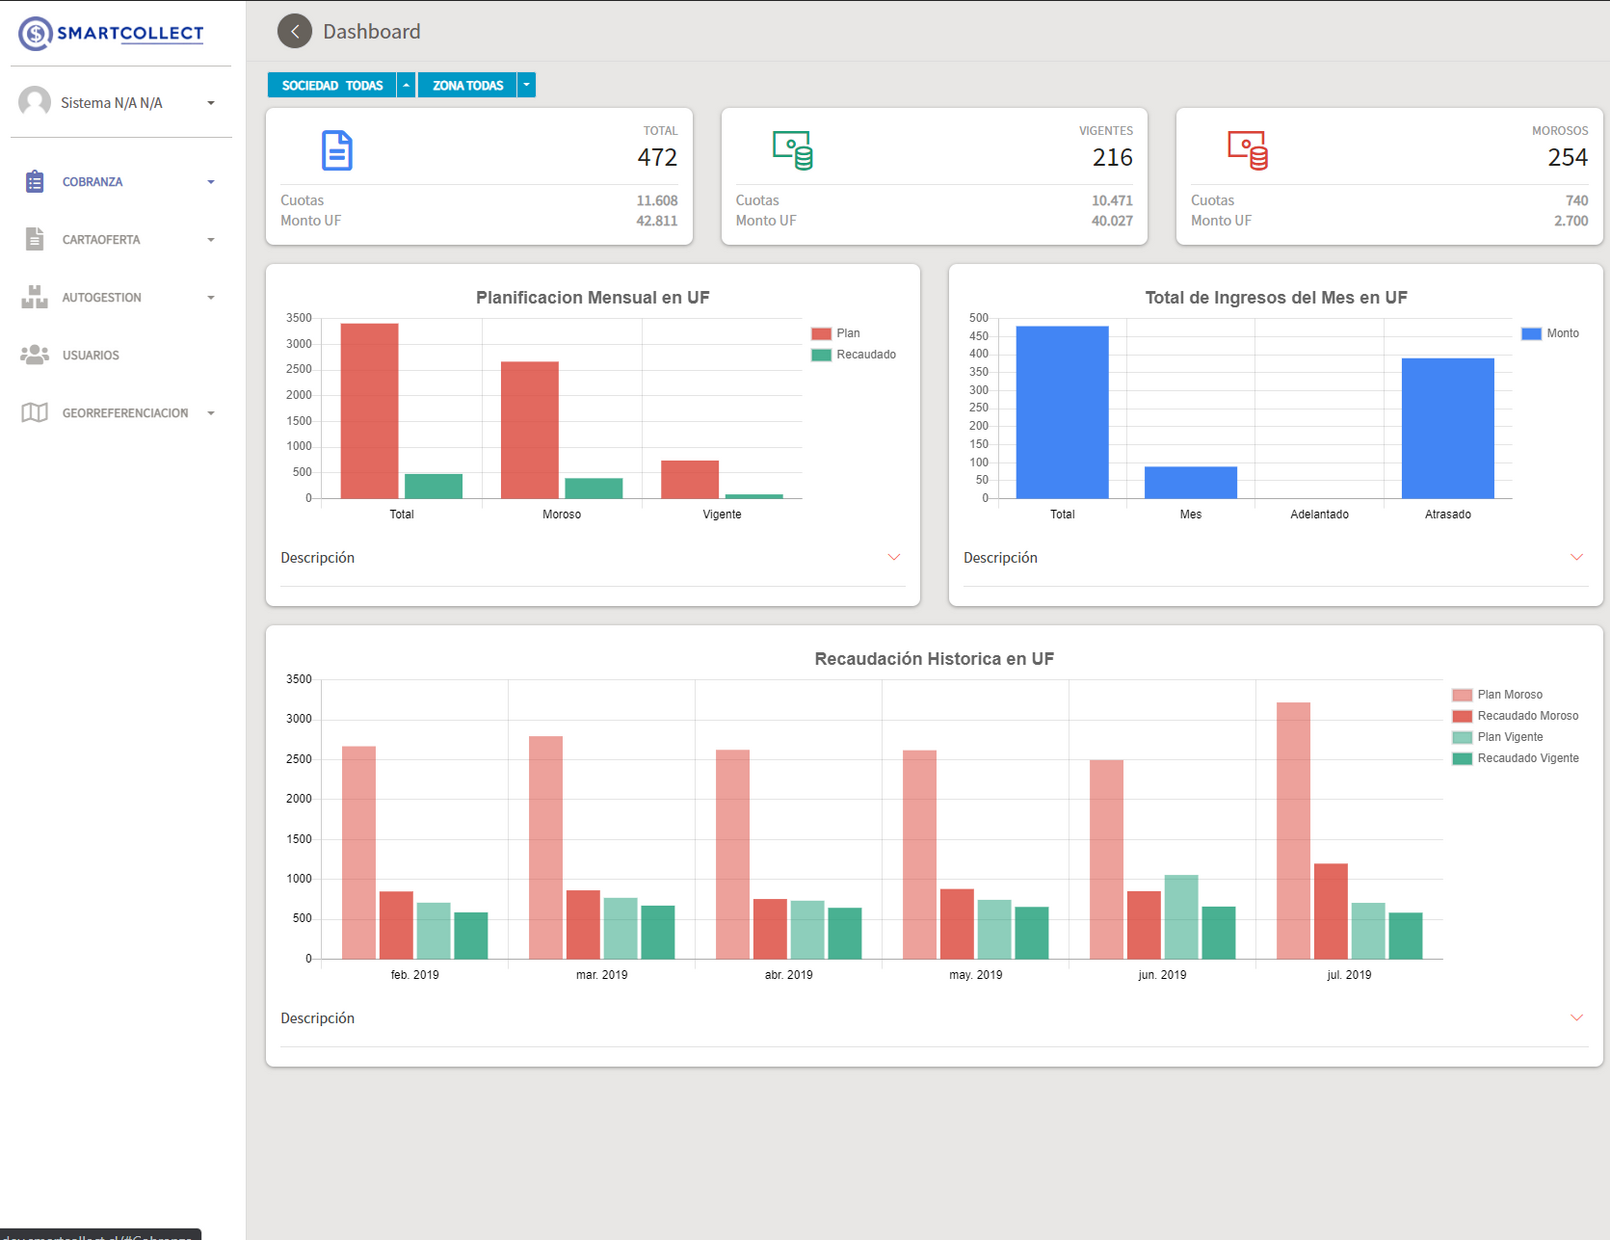 SMARTCOLLECT
Dashboard
Sistema N/A N/A
COBRANZA
CARTAOFERTA
AUTOGESTION
USUARIOS
GEORREFERENCIACION
SOCIEDAD TODAS
ZONA TODAS
TOTAL
472
Cuotas 11.608
Monto UF 42.811
VIGENTES
216
Cuotas 10.471
Monto UF 40.027
MOROSOS
254
Cuotas 740
Monto UF 2.700
Planificacion Mensual en UF
3500
3000
2500
2000
1500
1000
500
0
Total Moroso Vigente
Plan
Recaudado
Descripción
Total de Ingresos del Mes en UF
500
450
400
350
300
250
200
150
100
50
0
Total Mes Adelantado Atrasado
Monto
Descripción
Recaudación Historica en UF
3500
3000
2500
2000
1500
1000
500
0
feb. 2019 mar. 2019 abr. 2019 may. 2019 jun. 2019 jul. 2019
Plan Moroso
Recaudado Moroso
Plan Vigente
Recaudado Vigente
Descripción